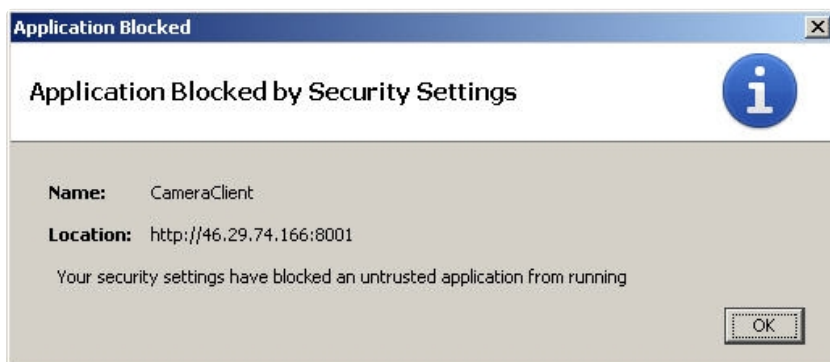 Application Blocked
Application Blocked by Security Settings
Name: CameraClient
Location: http://46.29.74.166:8001
Your security settings have blocked an untrusted application from running
OK